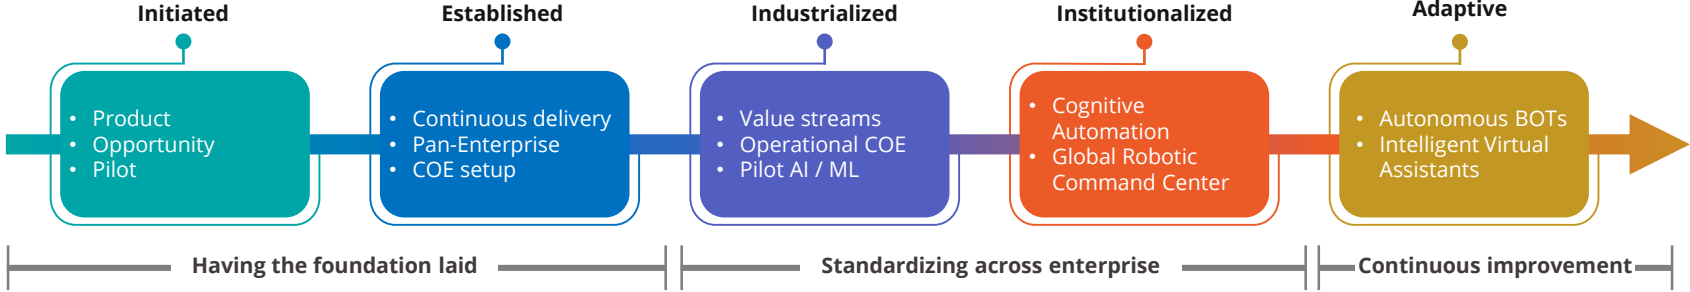 Initiated
Established
Industrialized
Institutionalized
Adaptive
• Product
• Opportunity
• Pilot
• Continuous delivery
• Pan-Enterprise
• COE setup
• Value streams
• Operational COE
• Pilot AI / ML
• Cognitive
Automation
• Global Robotic
Command Center
• Autonomous BOTs
• Intelligent Virtual
Assistants
Having the foundation laid
Standardizing across enterprise
Continuous improvement